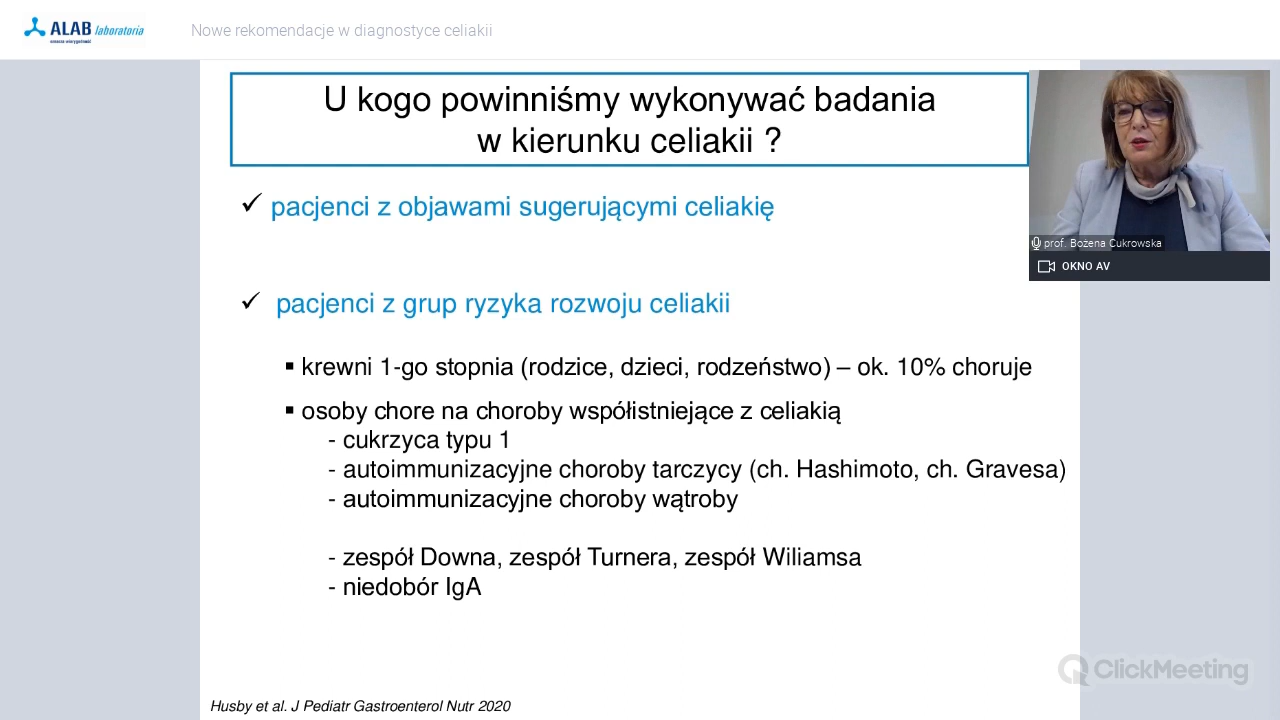 ALAB laboratoria
Nowe rekomendacje w diagnostyce celiakii
U kogo powinniśmy wykonywać badania
w kierunku celiakii ?
✓ pacjenci z objawami sugerującymi celiakię
✓ pacjenci z grup ryzyka rozwoju celiakii
▪ krewni 1-go stopnia (rodzice, dzieci, rodzeństwo) – ok. 10% choruje
▪ osoby chore na choroby współistniejące z celiakią
- cukrzyca typu 1
- autoimmunizacyjne choroby tarczycy (ch. Hashimoto, ch. Gravesa)
- autoimmunizacyjne choroby wątroby
- zespół Downa, zespół Turnera, zespół Wiliamsa
- niedobór IgA
Husby et al. J Pediatr Gastroenterol Nutr 2020
prof. Bożena Cukrowska
OKNO AV
ClickMeeting